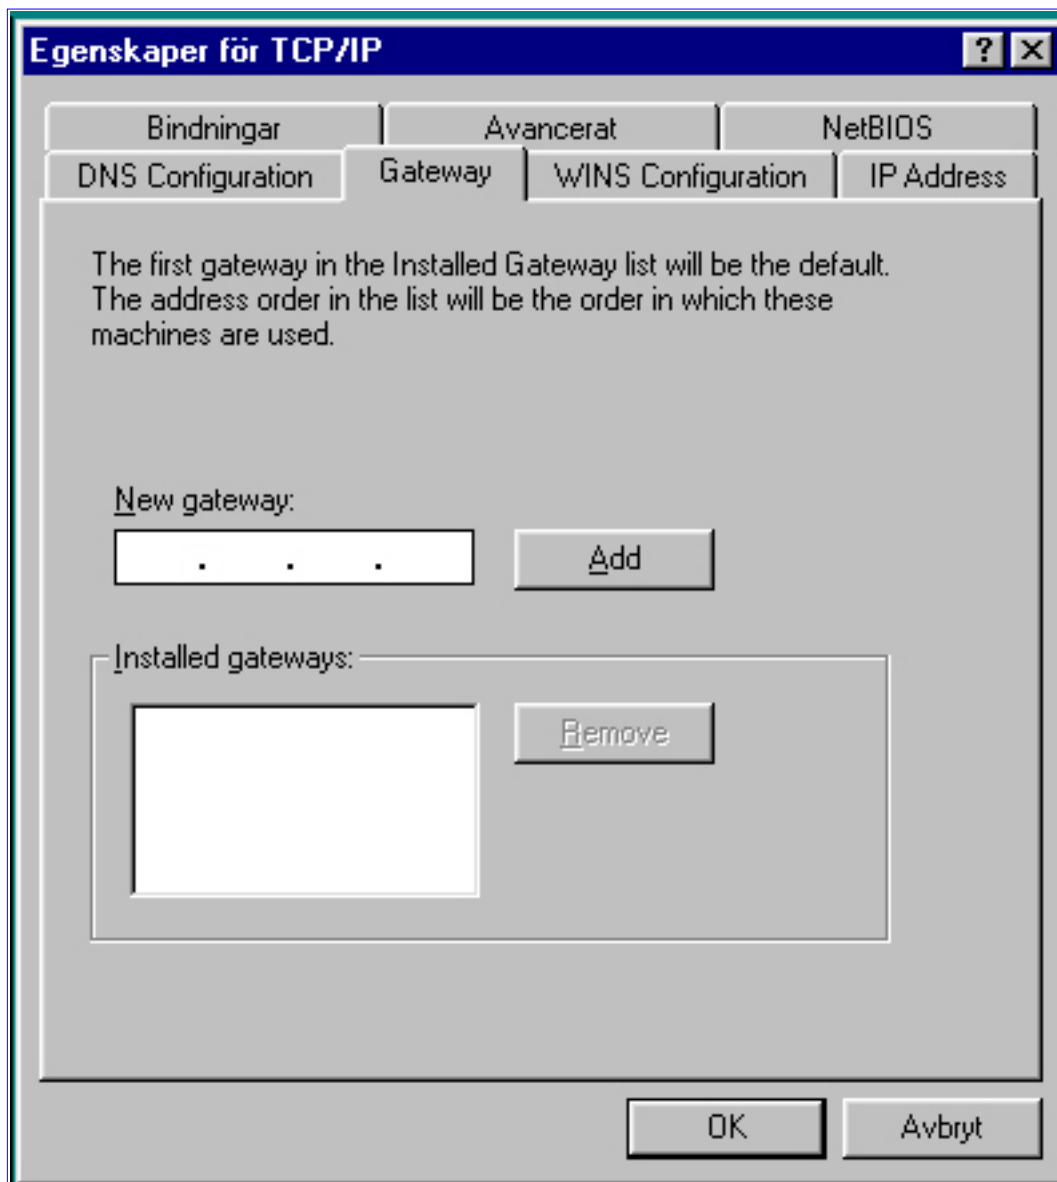 Egenskaper för TCP/IP
Bindningar Avancerat NetBIOS
DNS Configuration Gateway WINS Configuration IP Address
The first gateway in the Installed Gateway list will be the default.
The address order in the list will be the order in which these
machines are used.
New gateway:
. . . Add
Installed gateways:
Remove
OK Avbryt